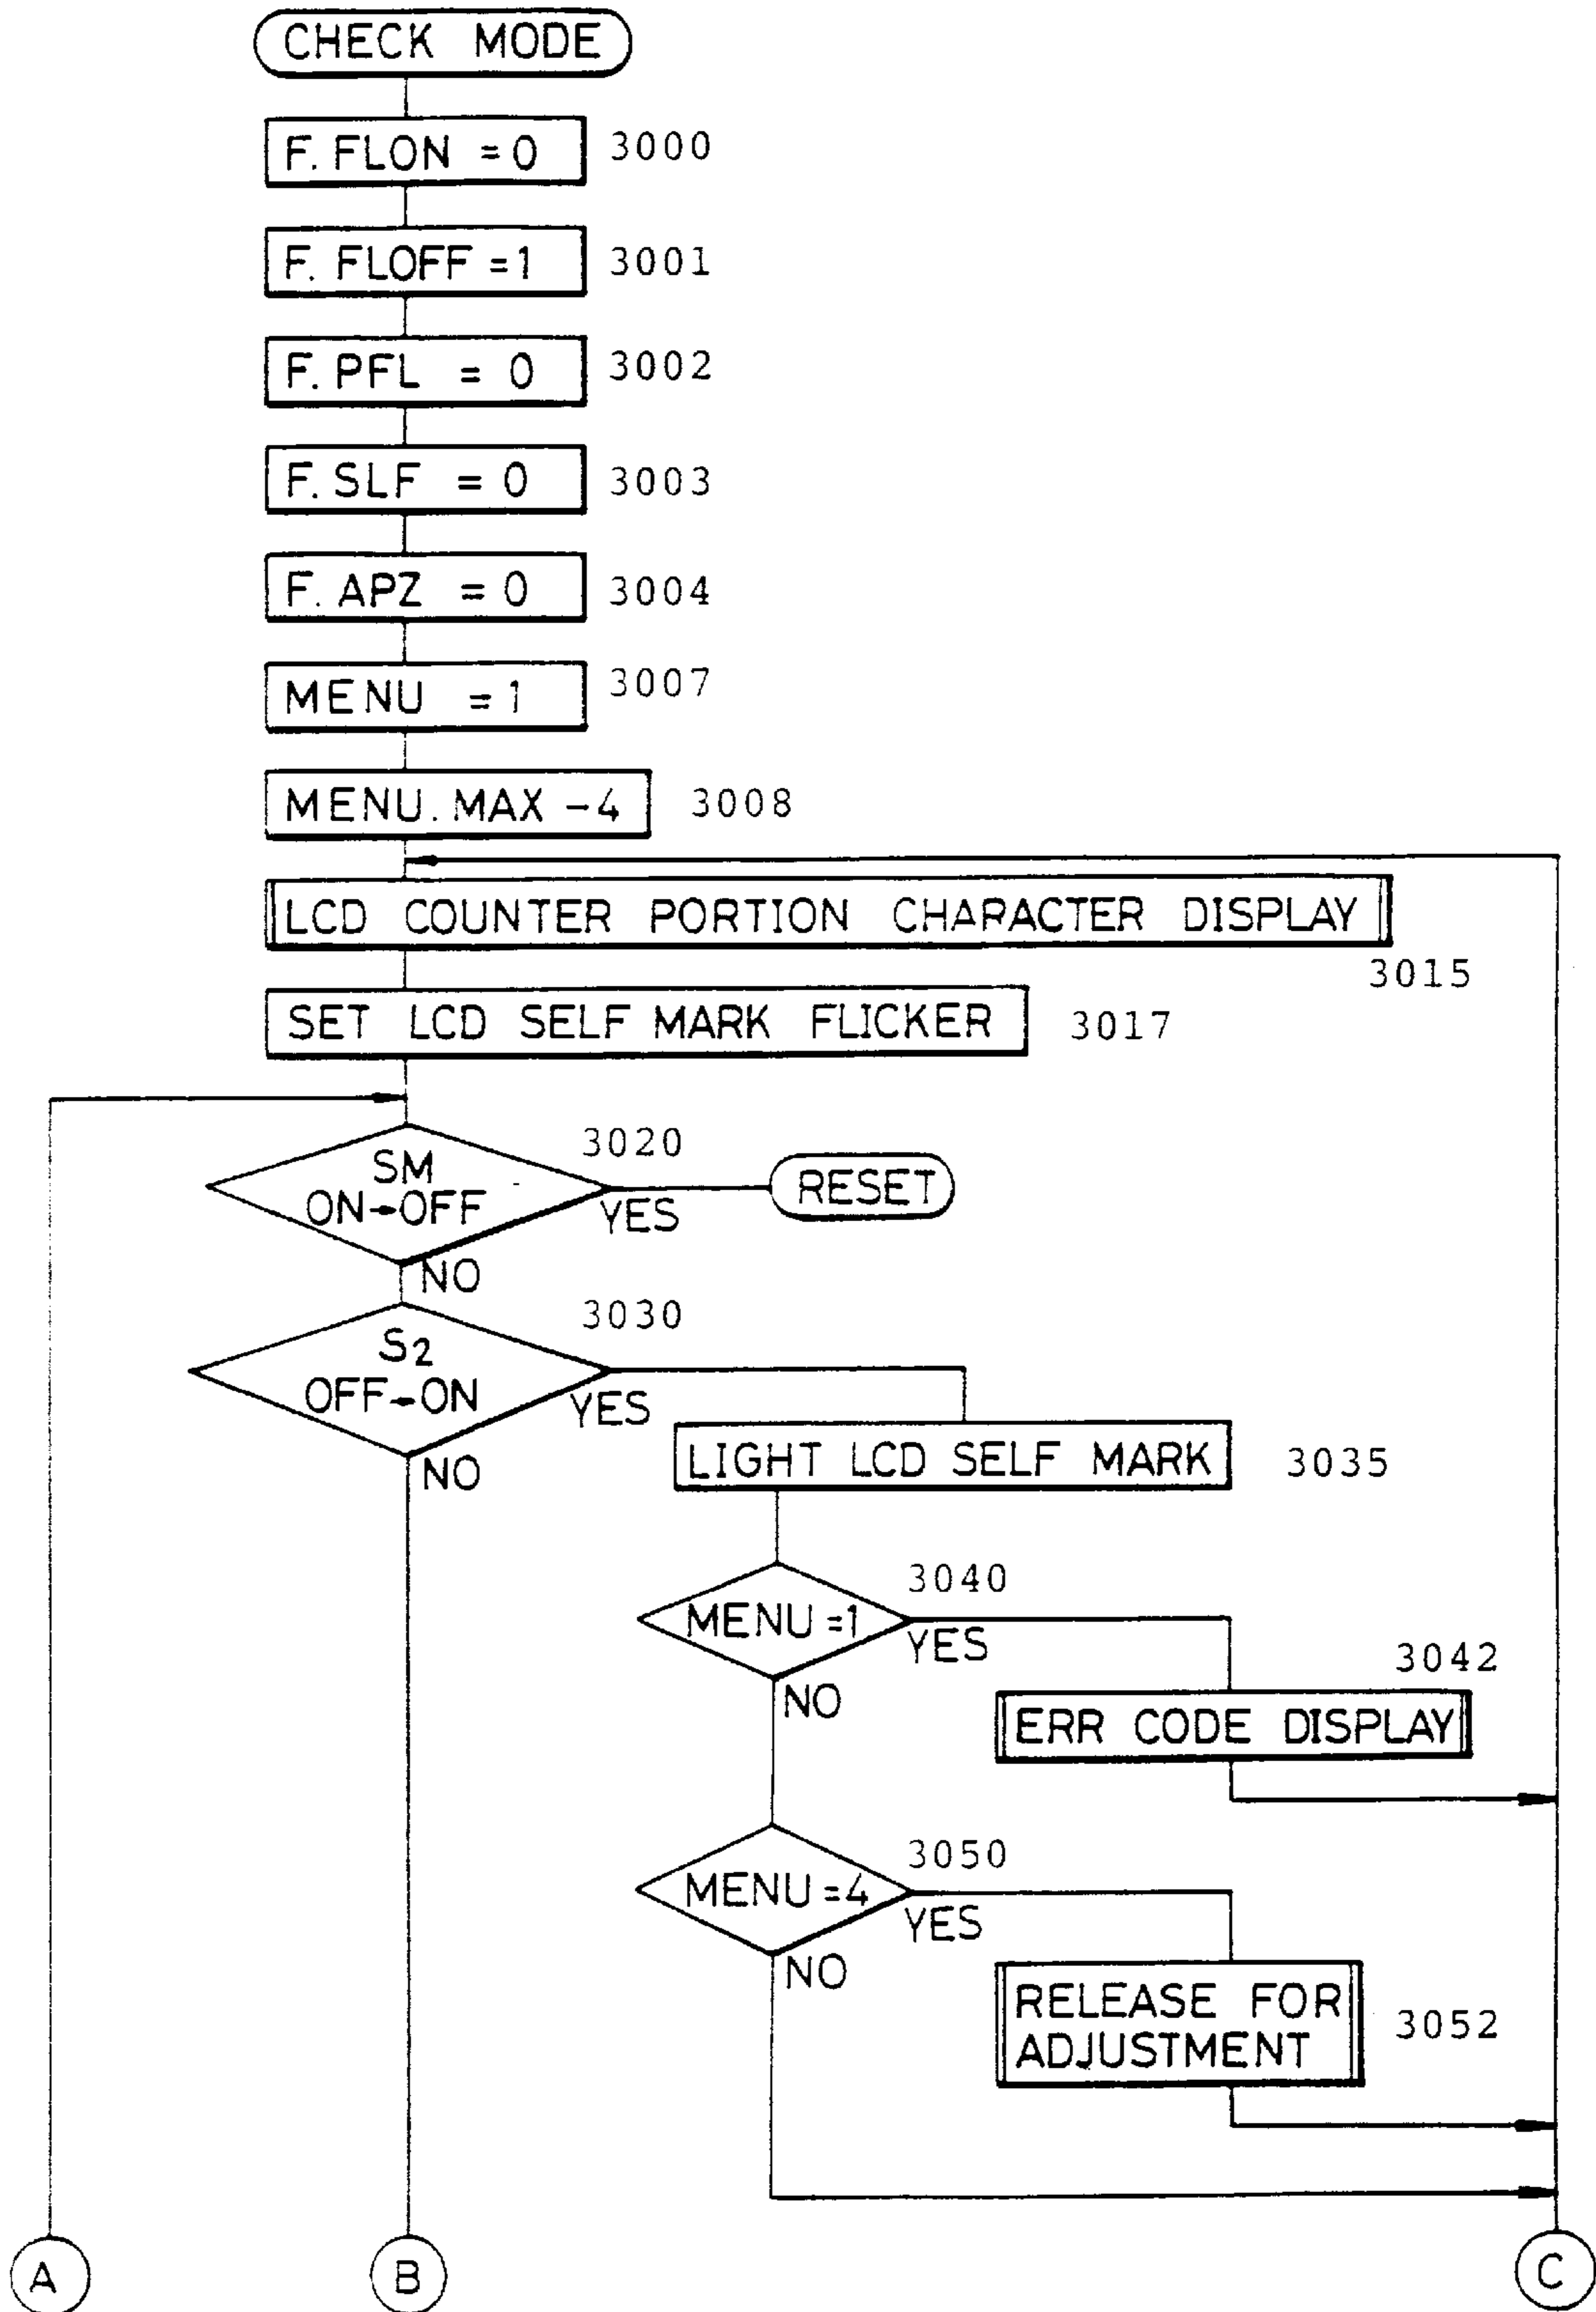 CHECK MODE
F. FLON = 0
3000
F. FLOFF = 1
3001
F. PFL = 0
3002
F. SLF = 0
3003
F. APZ = 0
3004
MENU = 1
3007
MENU. MAX - 4
3008
LCD COUNTER PORTION CHARACTER DISPLAY
3015
SET LCD SELF MARK FLICKER
3017
3020
SM
ON→OFF
YES
RESET
NO
3030
S2
OFF→ON
YES
NO
LIGHT LCD SELF MARK
3035
3040
MENU = 1
YES
NO
3042
ERR CODE DISPLAY
3050
MENU = 4
YES
NO
RELEASE FOR
ADJUSTMENT
3052
A
B
C